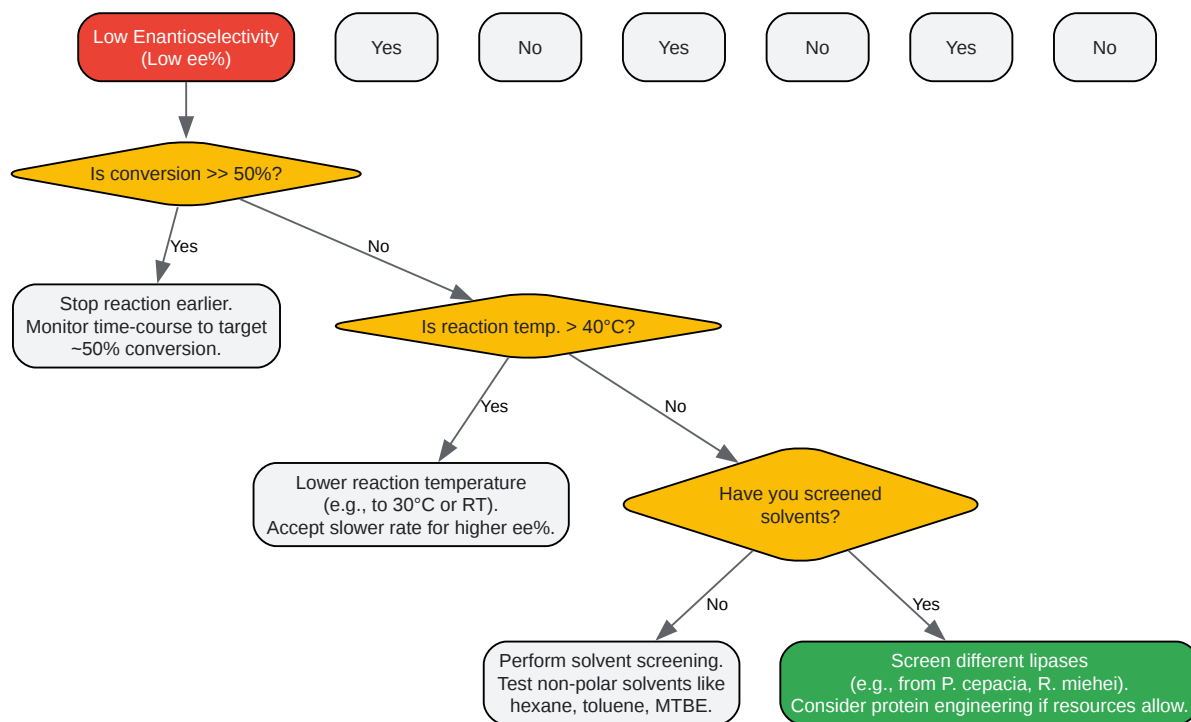 Low Enantioselectivity
(Low ee%)
Yes
No
Yes
No
Yes
No
Is conversion >> 50%?
Yes
No
Stop reaction earlier.
Monitor time-course to target
~50% conversion.
Is reaction temp. > 40°C?
Yes
No
Lower reaction temperature
(e.g., to 30°C or RT).
Accept slower rate for higher ee%.
Have you screened
solvents?
No
Yes
Perform solvent screening.
Test non-polar solvents like
hexane, toluene, MTBE.
Screen different lipases
(e.g., from P. cepacia, R. miehei).
Consider protein engineering if resources allow.